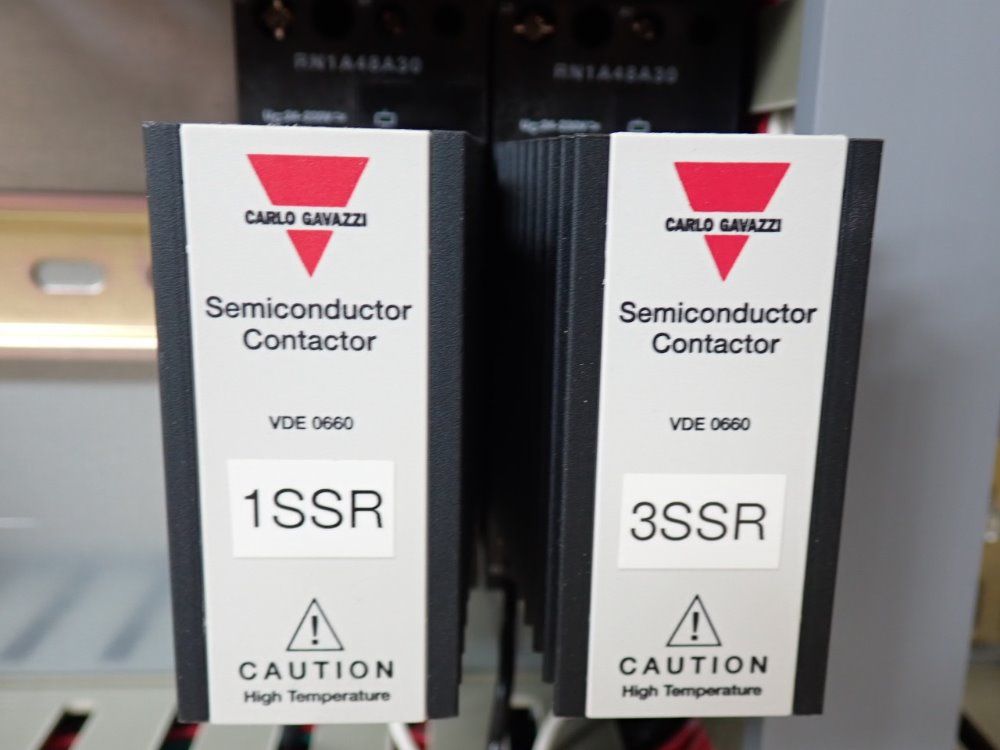 RN1A48A30
CARLO GAVAZZI
Semiconductor
Contactor
VDE 0660
1SSR
CAUTION
High Temperature
RN1A48A30
CARLO GAVAZZI
Semiconductor
Contactor
VDE 0660
3SSR
CAUTION
High Temperature